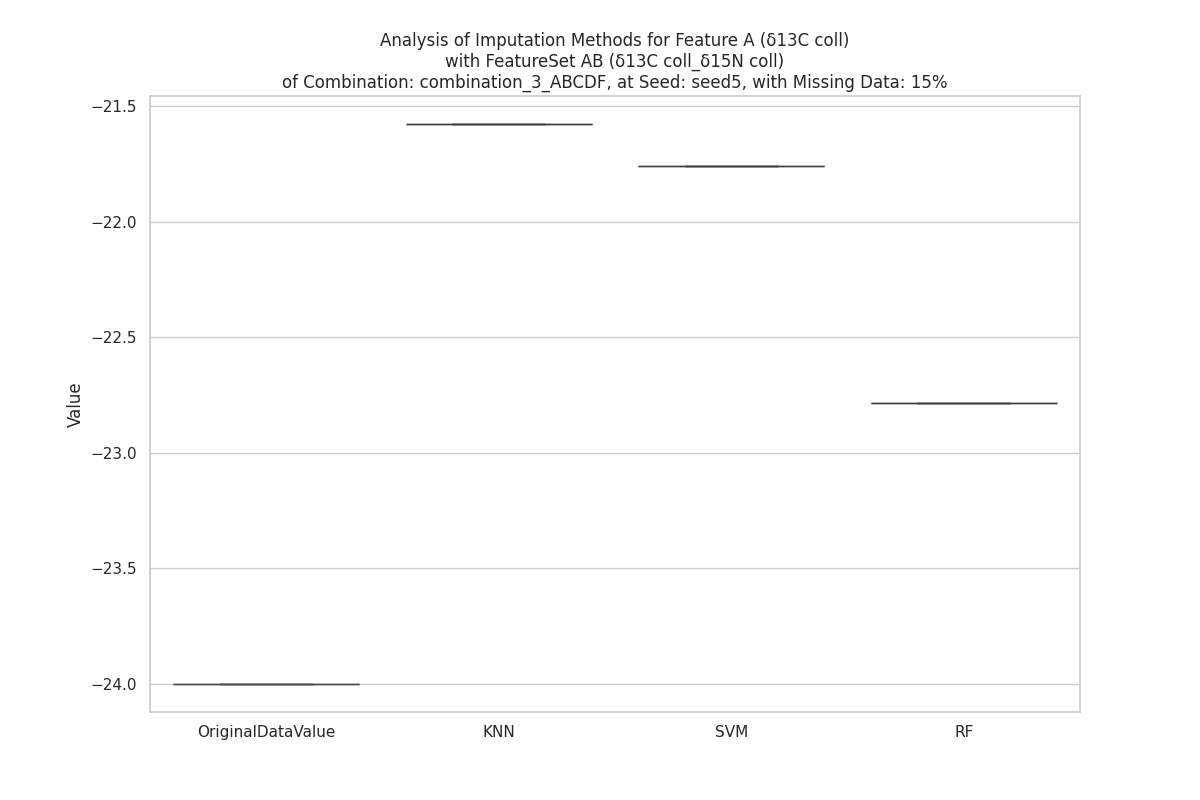 Analysis of Imputation Methods for Feature A (δ13C coll)
with FeatureSet AB (δ13C coll_δ15N coll)
of Combination: combination_3_ABCDF, at Seed: seed5, with Missing Data: 15%
−21.5
−22.0
−22.5
−23.0
−23.5
−24.0
Value
OriginalDataValue
KNN
SVM
RF